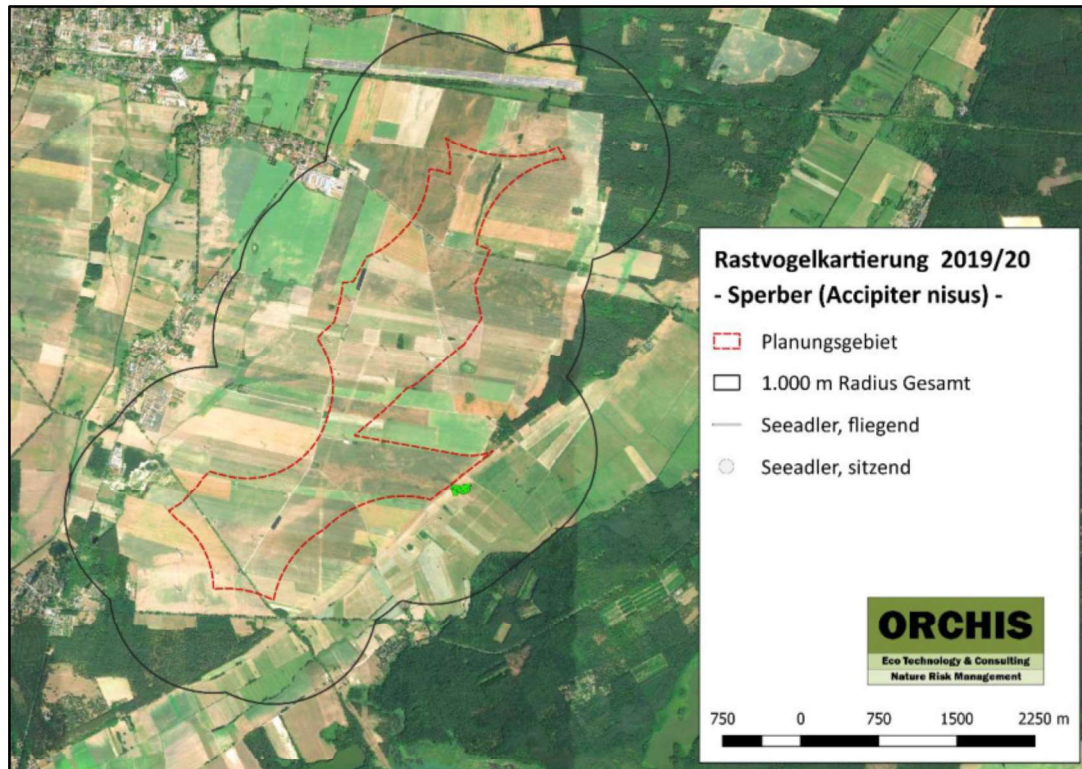 Rastvogelkartierung 2019/20
- Sperber (Accipiter nisus) -
Planungsgebiet
1.000 m Radius Gesamt
Seeadler, fliegend
Seeadler, sitzend
ORCHIS
Eco Technology & Consulting
Nature Risk Management
750 0 750 1500 2250 m